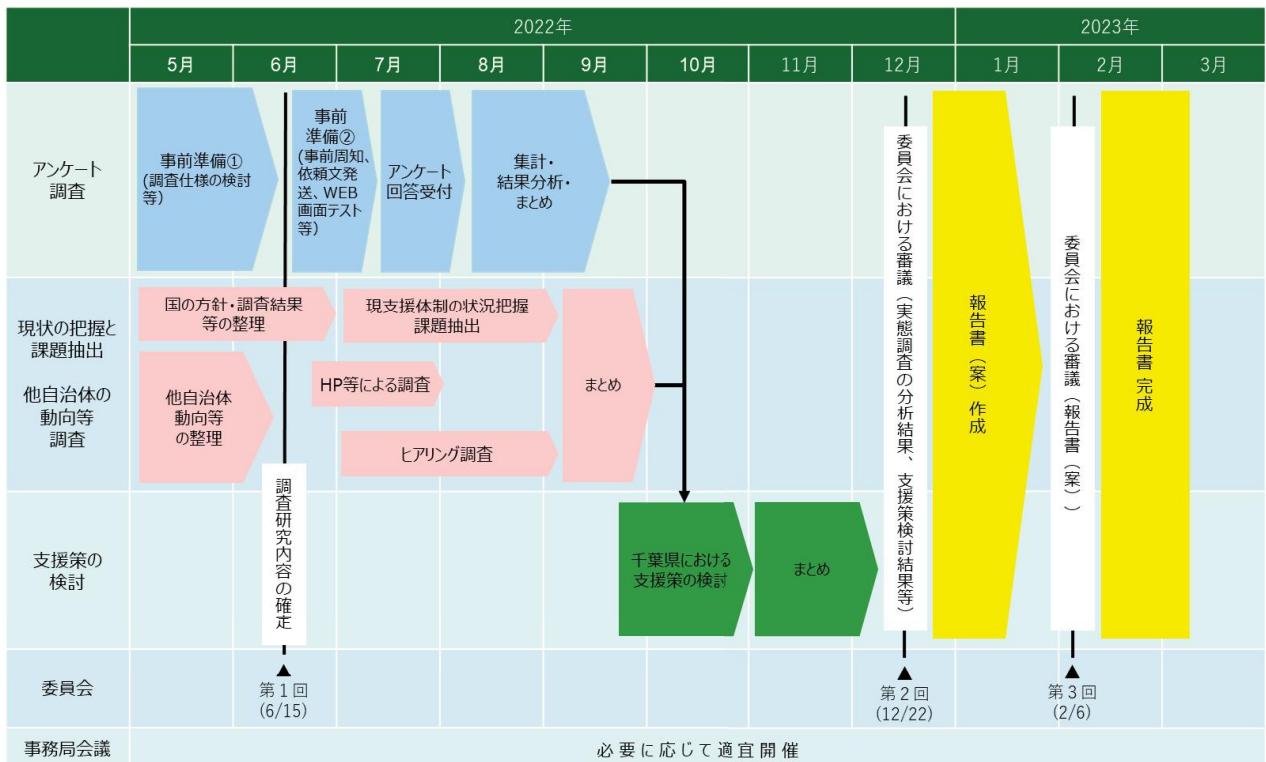 2022年
2023年
5月
6月
7月
8月
9月
10月
11月
12月
1月
2月
3月
アンケート
調査
事前準備①
(調査仕様の検討
等)
事前
準備②
(事前周知、
依頼文発
送、WEB
画面テスト
等)
アンケート
回答受付
集計・
結果分析・
まとめ
現状の把握と
課題抽出
他自治体の
動向等
調査
国の方針・調査結果
等の整理
現支援体制の状況把握
課題抽出
他自治体
動向等
の整理
HP等による調査
ヒアリング調査
まとめ
支援策の
検討
千葉県における
支援策の検討
まとめ
調査研究内容の確定
委員会における審議(実態調査の分析結果、支援策検討結果等)
報告書(案)作成
委員会における審議(報告書(案))
報告書 完成
委員会
▲
第1回
(6/15)
▲
第2回
(12/22)
▲
第3回
(2/6)
事務局会議
必要に応じて適宜開催